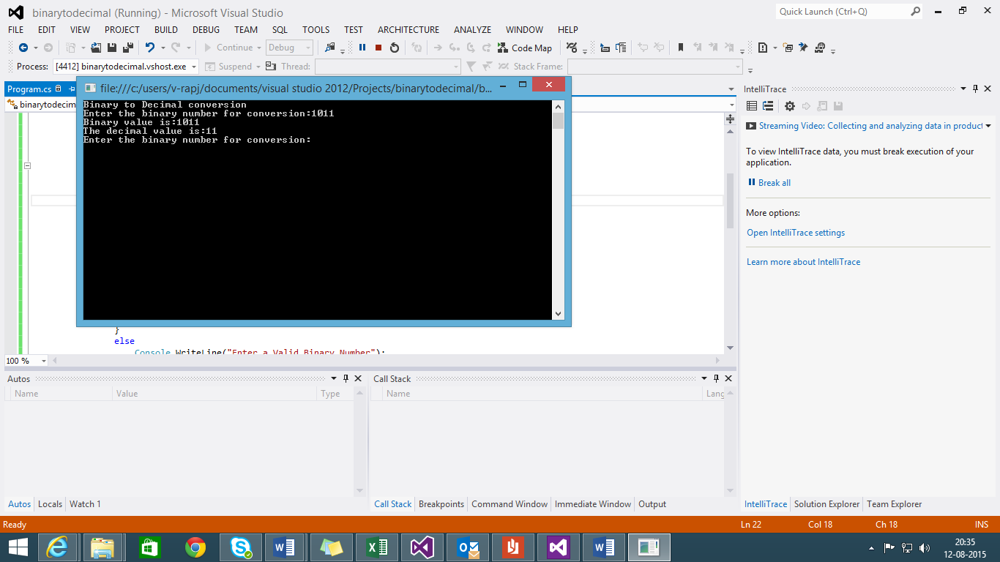 binarytodecimal (Running) - Microsoft Visual Studio
Quick Launch (Ctrl+Q)
FILE EDIT VIEW PROJECT BUILD DEBUG TEAM SQL TOOLS TEST ARCHITECTURE ANALYZE WINDOW HELP
Continue Debug Code Map
Process: [4412] binarytodecimal.vshost.exe Suspend Thread: Stack Frame:
Program.cs
binarytodecim
file:///c:/users/v-rapj/documents/visual studio 2012/Projects/binarytodecimal/b...
Binary to Decimal conversion
Enter the binary number for conversion:1011
Binary value is:1011
The decimal value is:11
Enter the binary number for conversion:
}
else
Console.WriteLine("Enter a Valid Binary Number");
100 %
IntelliTrace
Streaming Video: Collecting and analyzing data in product
To view IntelliTrace data, you must break execution of your
application.
Break all
More options:
Open IntelliTrace settings
Learn more about IntelliTrace
Autos
Name Value Type
Call Stack
Name Lang
Autos Locals Watch 1
Call Stack Breakpoints Command Window Immediate Window Output
IntelliTrace Solution Explorer Team Explorer
Ready Ln 22 Col 18 Ch 18 INS
20:35
12-08-2015